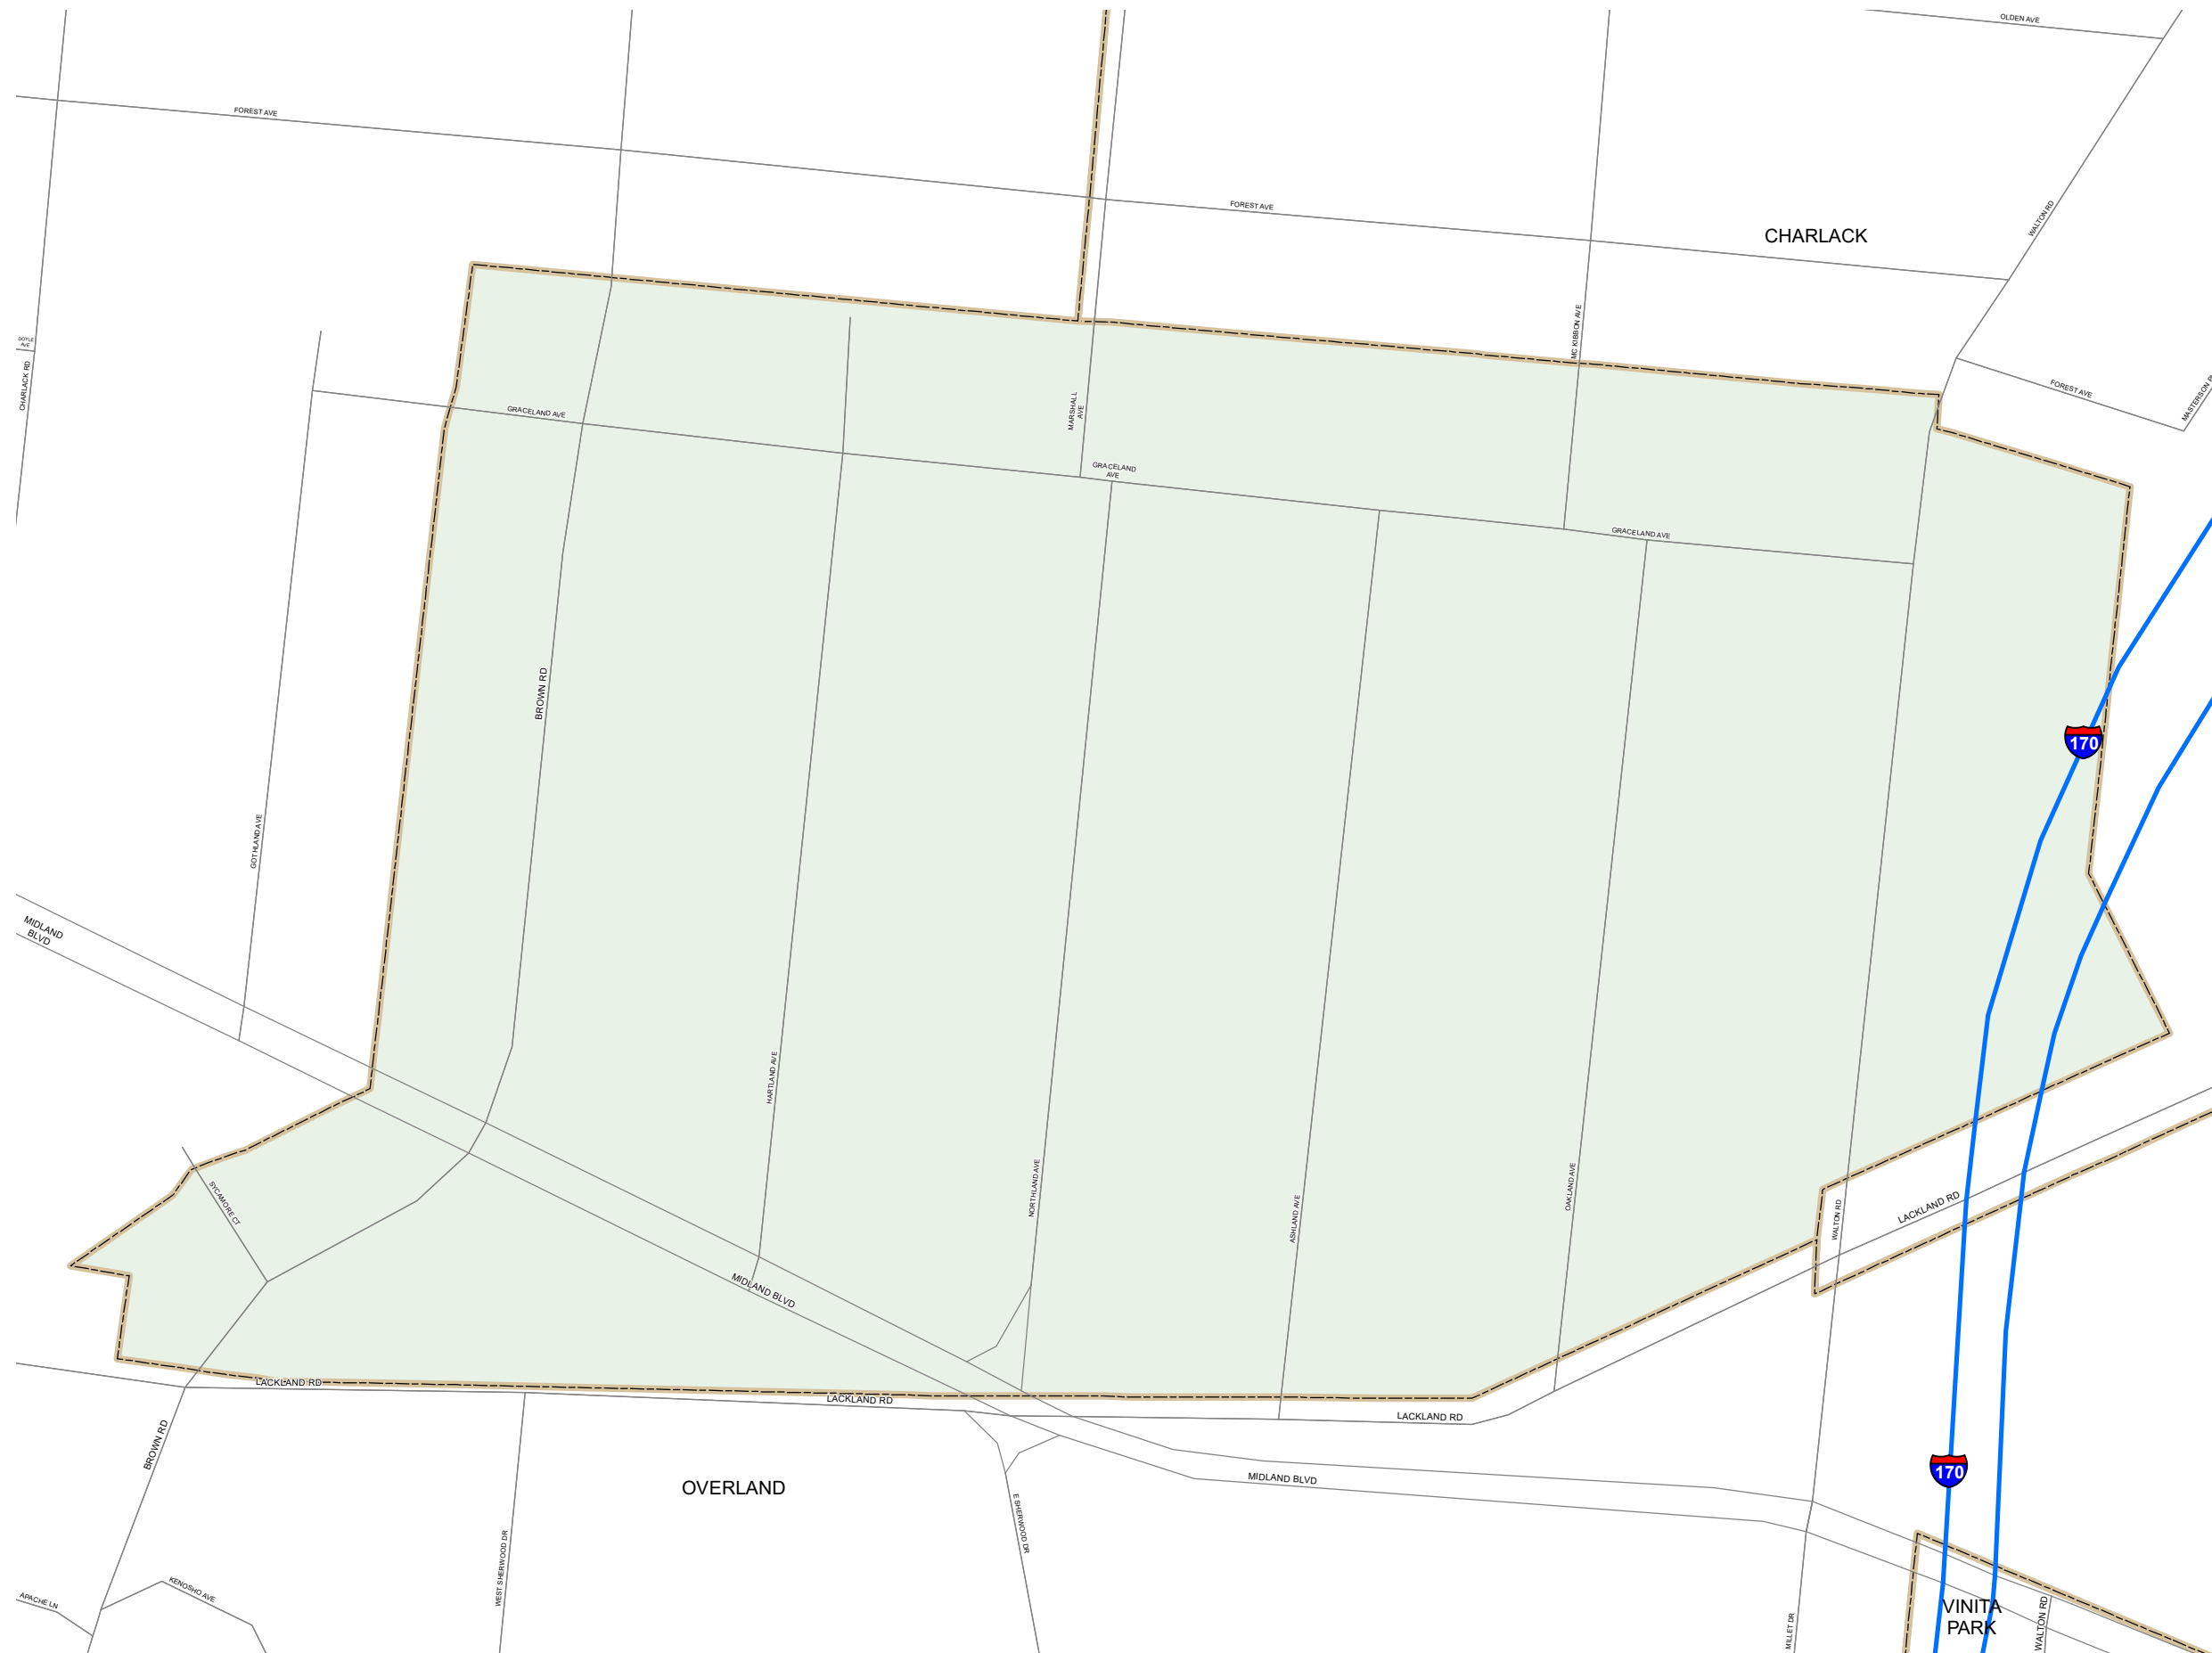 OLDEN AVE
FOREST AVE
FOREST AVE
WALTON RD
CHARLACK
MC KIBBON AVE
DOYLE
AVE
CHARLACK RD
FOREST AVE
MASTERSON
MARSHALL
AVE
GRACELAND AVE
GRACELAND
AVE
GRACELAND AVE
BROWN RD
170
GOTHLAND AVE
MIDLAND
BLVD
HARTLAND AVE
NORTHLAND AVE
ASHLAND AVE
OAKLAND AVE
SYCAMORE CT
WALTON RD
LACKLAND RD
MIDLAND BLVD
LACKLAND RD
LACKLAND RD
LACKLAND RD
BROWN RD
OVERLAND
MIDLAND BLVD
170
E SHERWOOD DR
WEST SHERWOOD DR
KENOSHO AVE
APACHE LN
MILLET DR
VINITA
PARK
WALTON RD